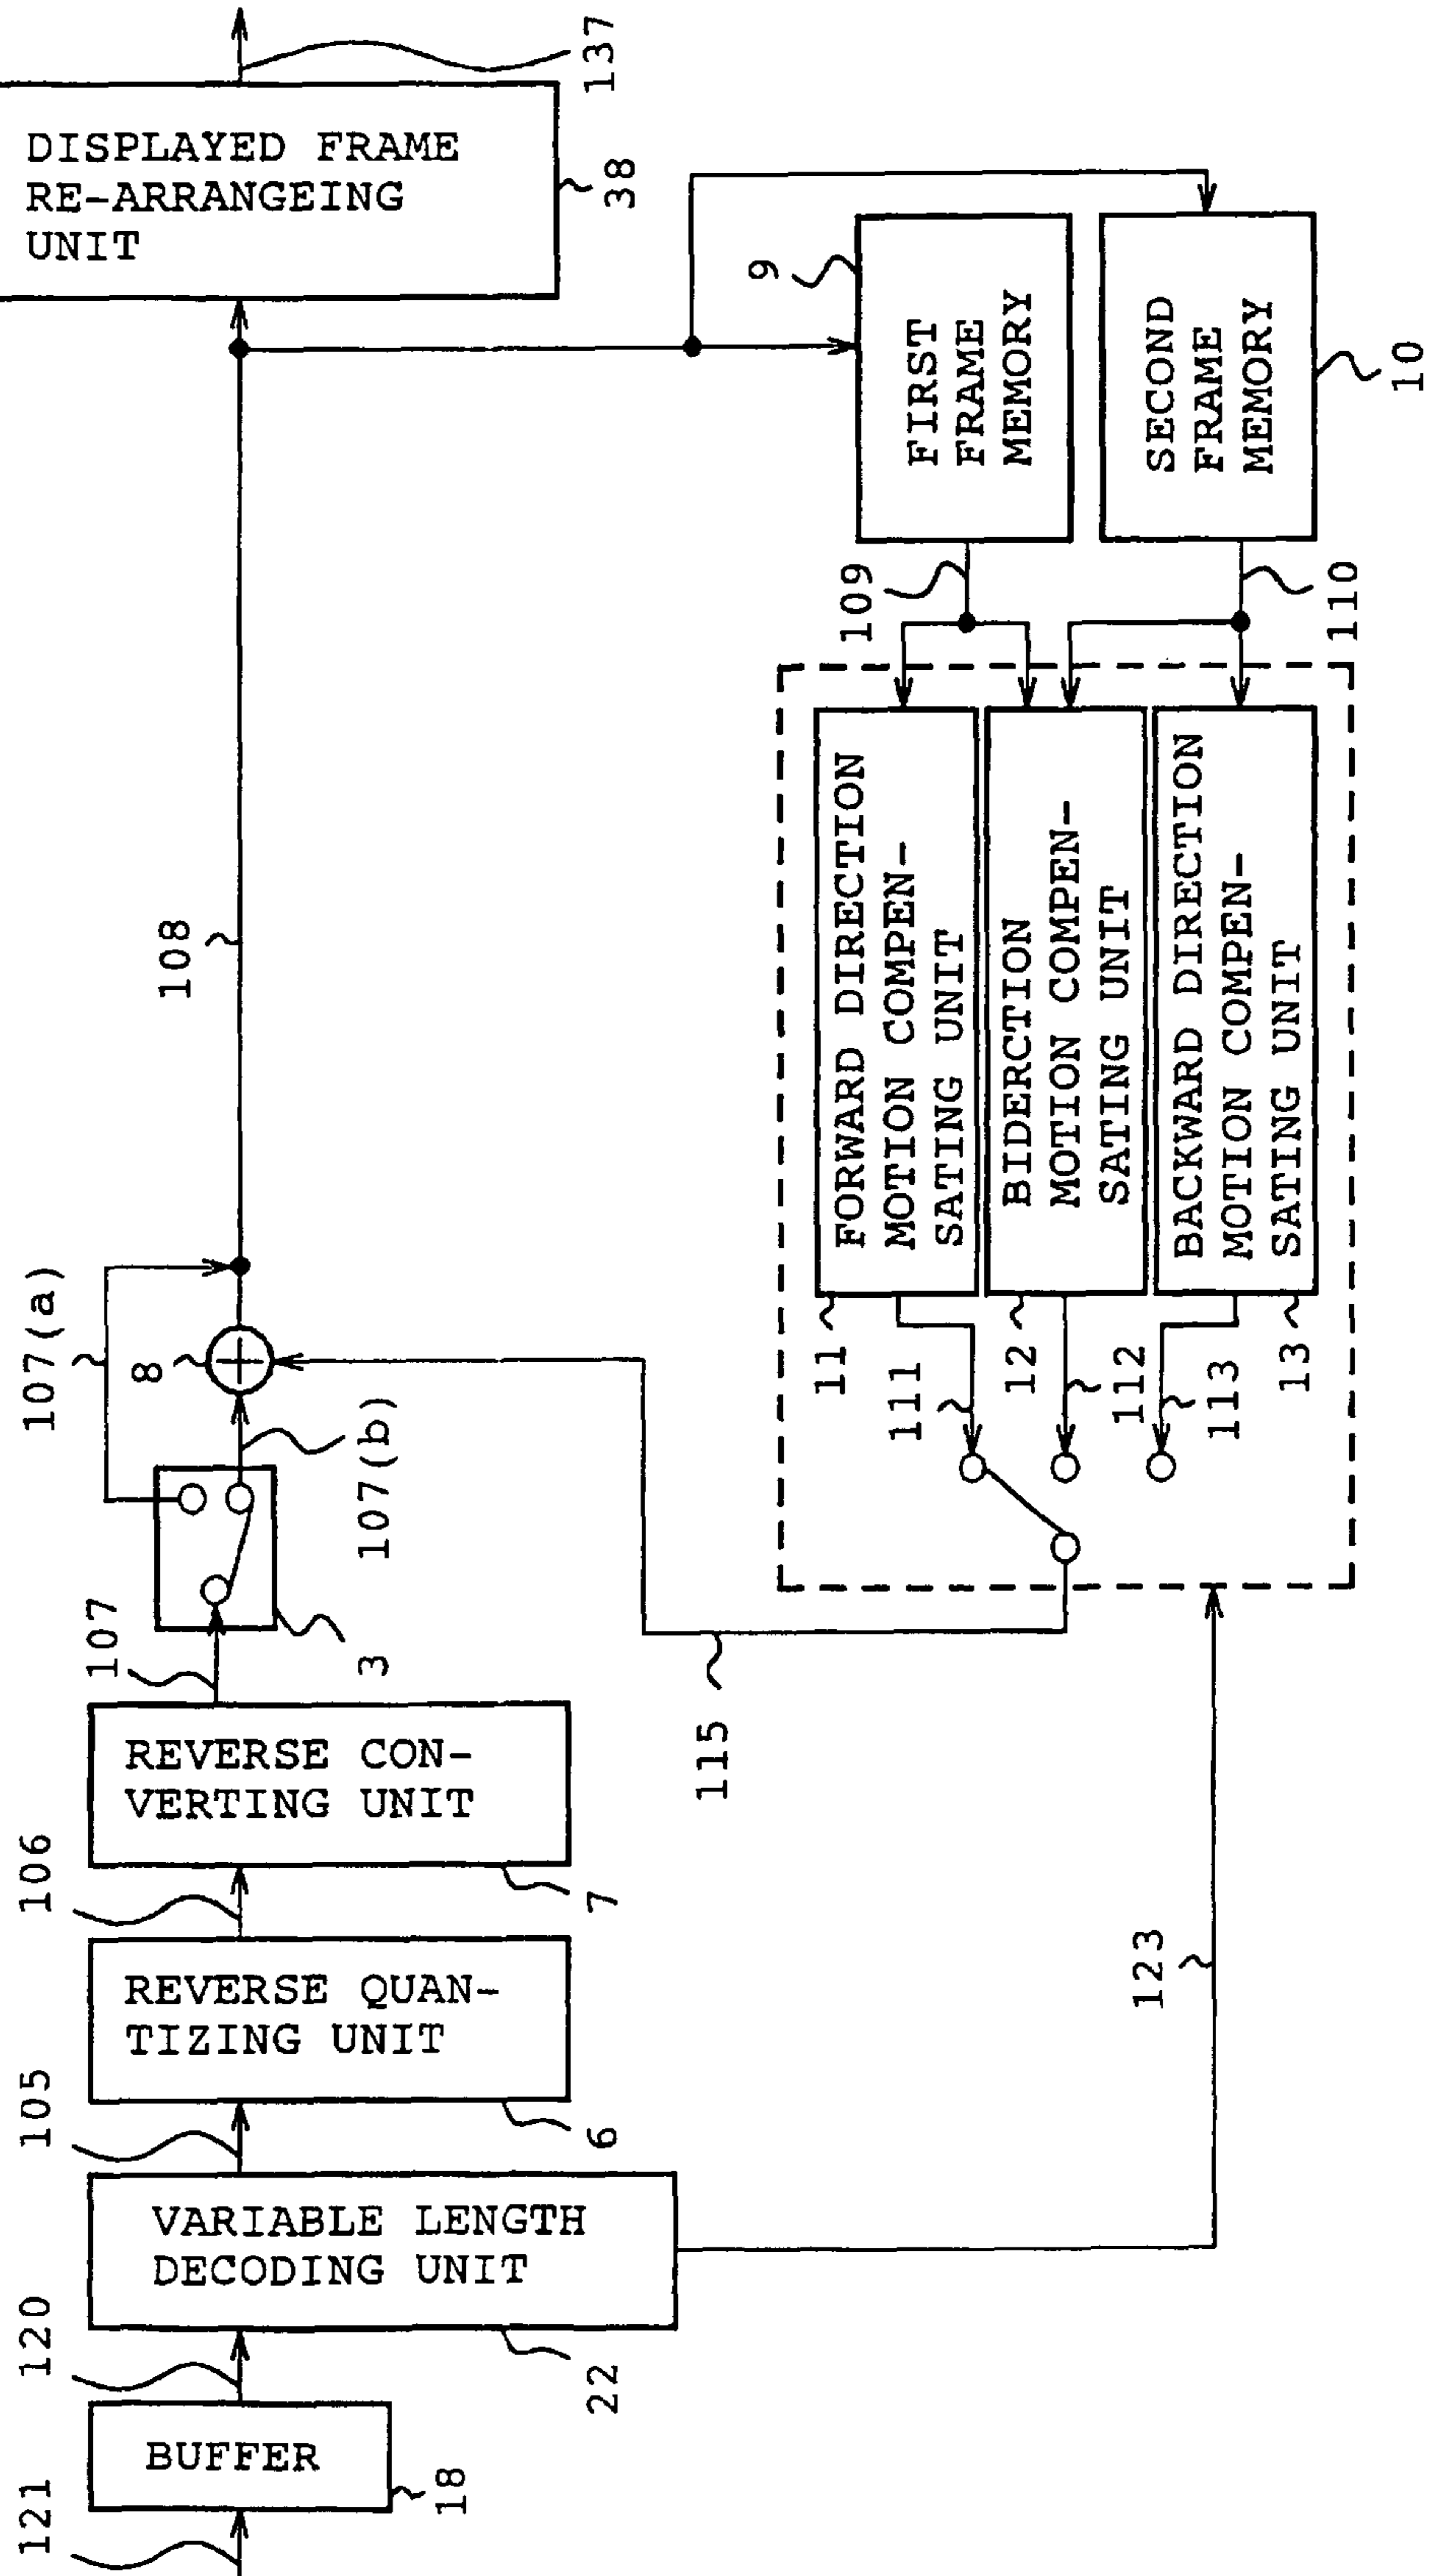 137
DISPLAYED FRAME
RE-ARRANGEING
UNIT
38
9
FIRST
FRAME
MEMORY
SECOND
FRAME
MEMORY
10
109
110
108
FORWARD DIRECTION
MOTION COMPEN-
SATING UNIT
BIDERCTION
MOTION COMPEN-
SATING UNIT
BACKWARD DIRECTION
MOTION COMPEN-
SATING UNIT
107(a)
8
107(b)
11
111
12
112
113
13
107
3
REVERSE CON-
VERTING UNIT
115
106
7
REVERSE QUAN-
TIZING UNIT
123
105
6
VARIABLE LENGTH
DECODING UNIT
120
22
BUFFER
18
121